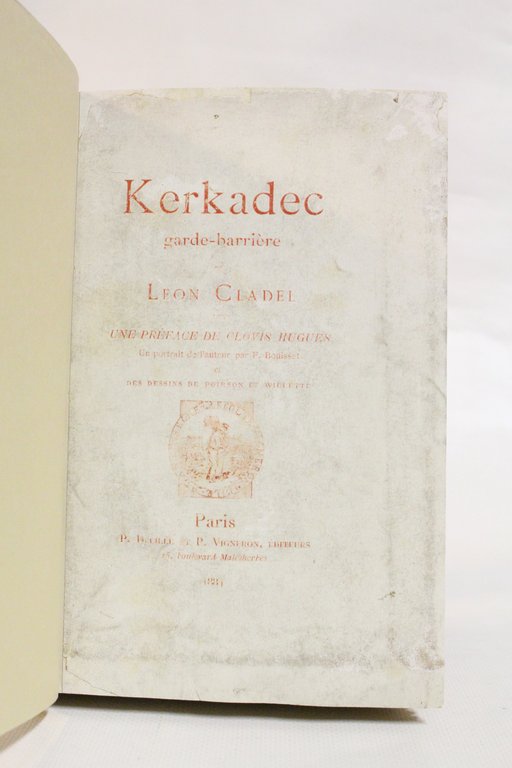 Kerkadec
garde-barrière
LÉON CLADEL
UNE PRÉFACE DE CLOVIS HUGUES
Un portrait de l'auteur par F. Bouisset
et
DES DESSINS DE POIRSON ET WILLETTE
Paris
P. VIGNERON, ÉDITEURS
boulevard Malesherbes